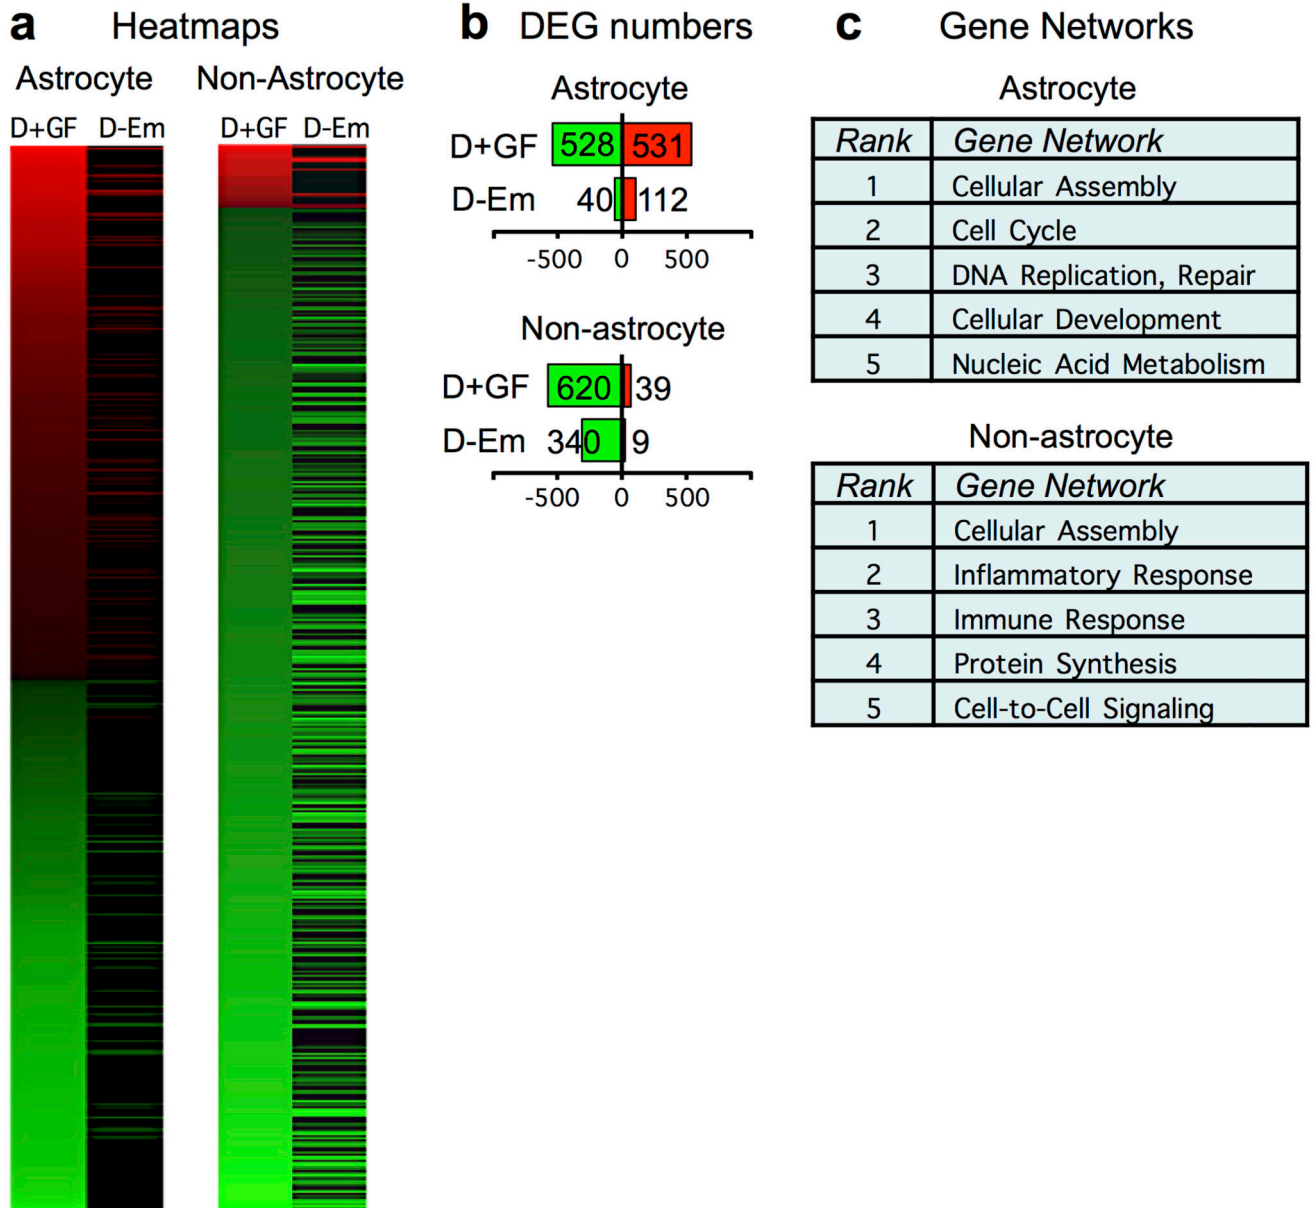 a Heatmaps
Astrocyte Non-Astrocyte
D+GF D-Em D+GF D-Em
b DEG numbers
Astrocyte
D+GF 528 531
D-Em 40 112
-500 0 500
Non-astrocyte
D+GF 620 39
D-Em 340 9
-500 0 500
c Gene Networks
Astrocyte
Rank Gene Network
1 Cellular Assembly
2 Cell Cycle
3 DNA Replication, Repair
4 Cellular Development
5 Nucleic Acid Metabolism
Non-astrocyte
Rank Gene Network
1 Cellular Assembly
2 Inflammatory Response
3 Immune Response
4 Protein Synthesis
5 Cell-to-Cell Signaling